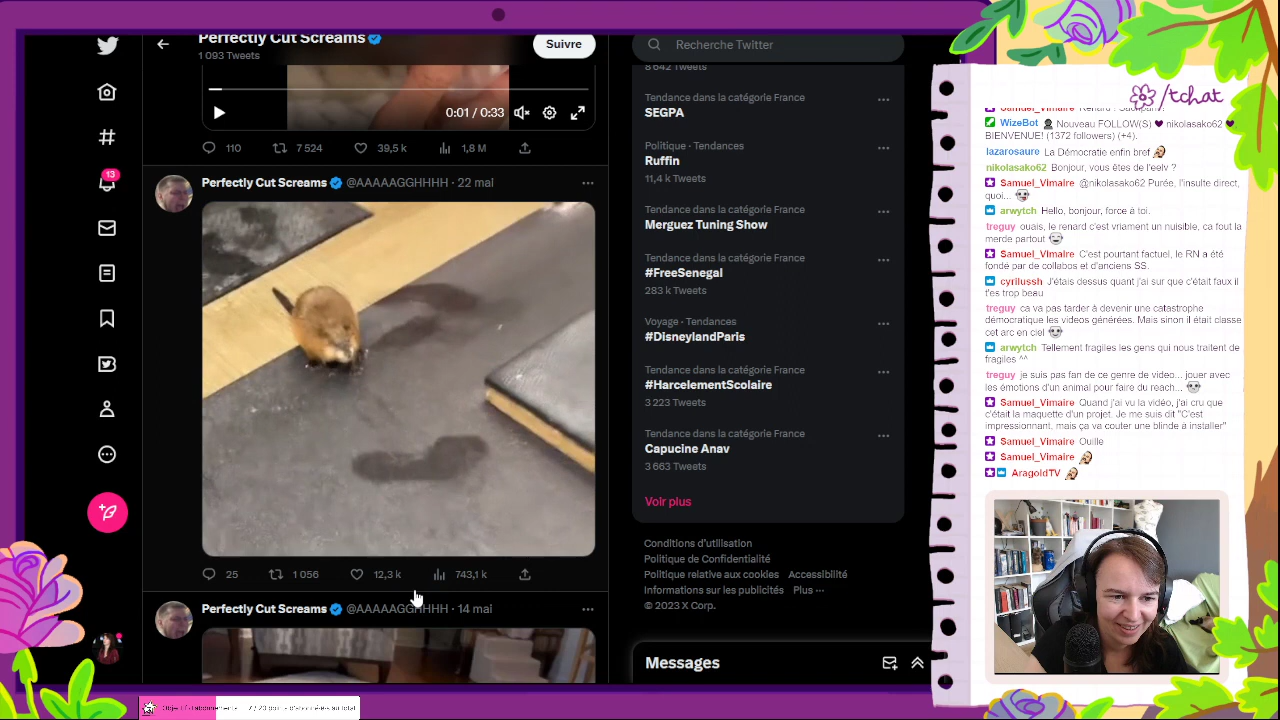 Perfectly Cut Screams
1 093 Tweets
Suivre
0:01 / 0:33
110
7 524
39,5 k
1,8 M
Perfectly Cut Screams @AAAAAGGHHHH · 22 mai
25
1 056
12,3 k
743,1 k
Perfectly Cut Screams @AAAAAGGHHHH · 14 mai
13
Recherche Twitter
8 642 Tweets
Tendance dans la catégorie France
SEGPA
Politique · Tendances
Ruffin
11,4 k Tweets
Tendance dans la catégorie France
Merguez Tuning Show
Tendance dans la catégorie France
#FreeSenegal
283 k Tweets
Voyage · Tendances
#DisneylandParis
Tendance dans la catégorie France
#HarcelementScolaire
3 223 Tweets
Tendance dans la catégorie France
Capucine Anav
3 663 Tweets
Voir plus
Conditions d'utilisation
Politique de Confidentialité
Politique relative aux cookies Accessibilité
Informations sur les publicités Plus ···
© 2023 X Corp.
Messages
/tchat
Samuel_Vimaire Renard :
WizeBot Nouveau FOLLOW(S) nikolasako62
BIENVENUE! (1372 followers) (+4).
lazarosaure La Démocratie enfin bref
nikolasako62 Bonjour, vous êtes de l'eelv ?
Samuel_Vimaire @nikolasako62 Purée, l'insulte direct,
quoi...
arwytch Hello, bonjour, force à toi.
treguy ouais, le renard c'est vriament un nuisible, ca fout la
merde partout
Samuel_Vimaire C'est pourtant factuel, le RN a été
fondé par de collabos et d'anciens SS.
cyrilussh J'étais dessus quand j'ai sur que c'était faux il
t'es trop beau
treguy ca va pas tarder à devenir une catastrophe
démocratique les videos générées. Mais sinon il était classe
cet arc en ciel
arwytch Tellement fragiles les gens qui nous traitent de
fragiles ^^
treguy je suis pas fan de ce genre de video... jouer avec
les émotions d'un animal pour faire du reach...
Samuel_Vimaire Quand j'ai vu la vidéo, j'ai cru que
c'était la maquette d'un projet. Je me suis dit "C'est
impressionnant, mais ça va couter une blinde à installer"
Samuel_Vimaire Ouille
Samuel_Vimaire
AragoldTV